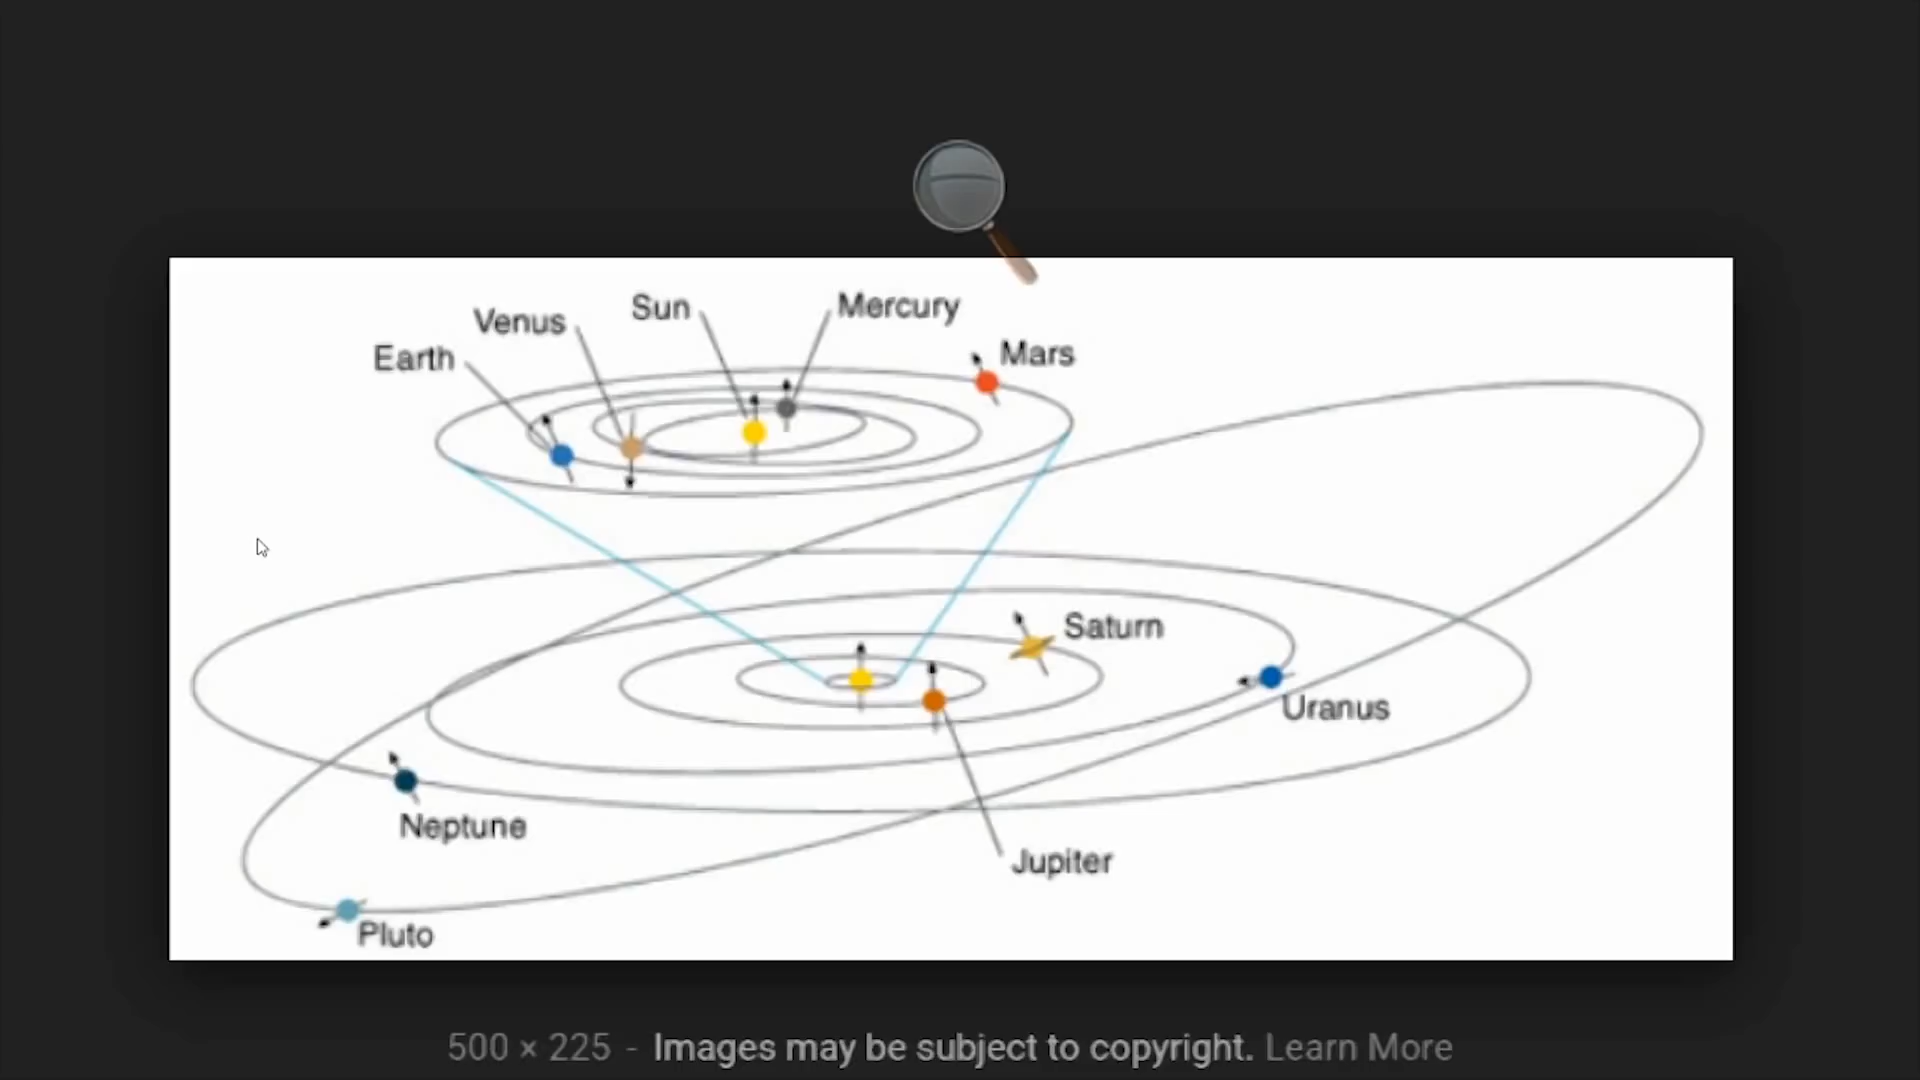 Sun
Mercury
Venus
Mars
Earth
Saturn
Uranus
Neptune
Jupiter
Pluto
500 × 225 - Images may be subject to copyright. Learn More